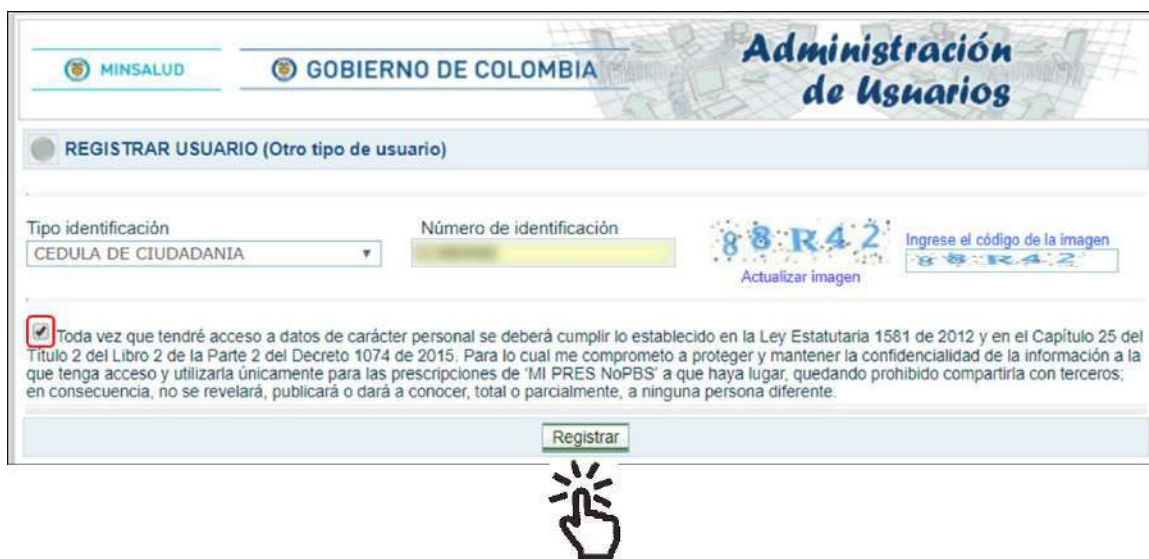 MINSALUD
GOBIERNO DE COLOMBIA
Administración
de Usuarios
REGISTRAR USUARIO (Otro tipo de usuario)
Tipo identificación
CEDULA DE CIUDADANIA
Número de identificación
88R42
Actualizar imagen
Ingrese el código de la imagen
88R42
Toda vez que tendré acceso a datos de carácter personal se deberá cumplir lo establecido en la Ley Estatutaria 1581 de 2012 y en el Capítulo 25 del
Título 2 del Libro 2 de la Parte 2 del Decreto 1074 de 2015. Para lo cual me comprometo a proteger y mantener la confidencialidad de la información a la
que tenga acceso y utilizarla únicamente para las prescripciones de 'MI PRES NoPBS' a que haya lugar, quedando prohibido compartirla con terceros;
en consecuencia, no se revelará, publicará o dará a conocer, total o parcialmente, a ninguna persona diferente.
Registrar